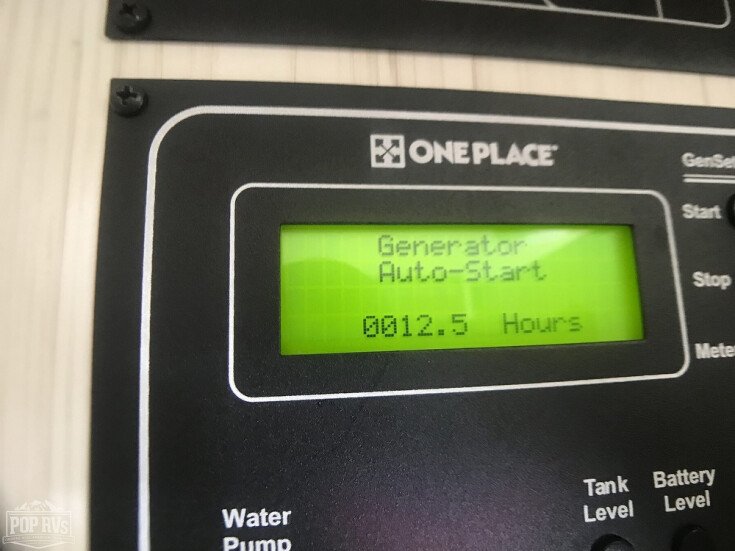 ONEPLACE
GenSet
Start
Generator
Auto-Start
Stop
0012.5 Hours
Meter
Tank
Level
Battery
Level
Water
Pump
POP RVs